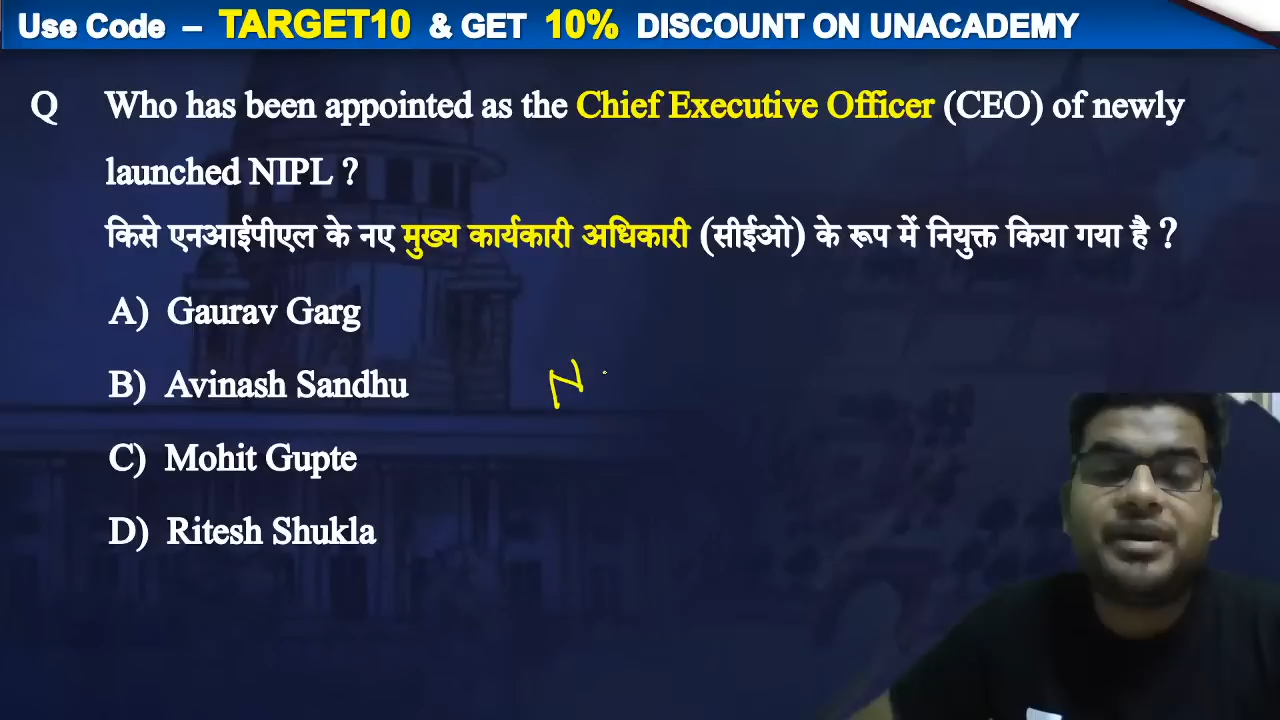 Use Code – TARGET10 & GET 10% DISCOUNT ON UNACADEMY
Q Who has been appointed as the Chief Executive Officer (CEO) of newly
launched NIPL ?
किसे एनआईपीएल के नए मुख्य कार्यकारी अधिकारी (सीईओ) के रूप में नियुक्त किया गया है ?
A) Gaurav Garg
B) Avinash Sandhu
N
C) Mohit Gupte
D) Ritesh Shukla